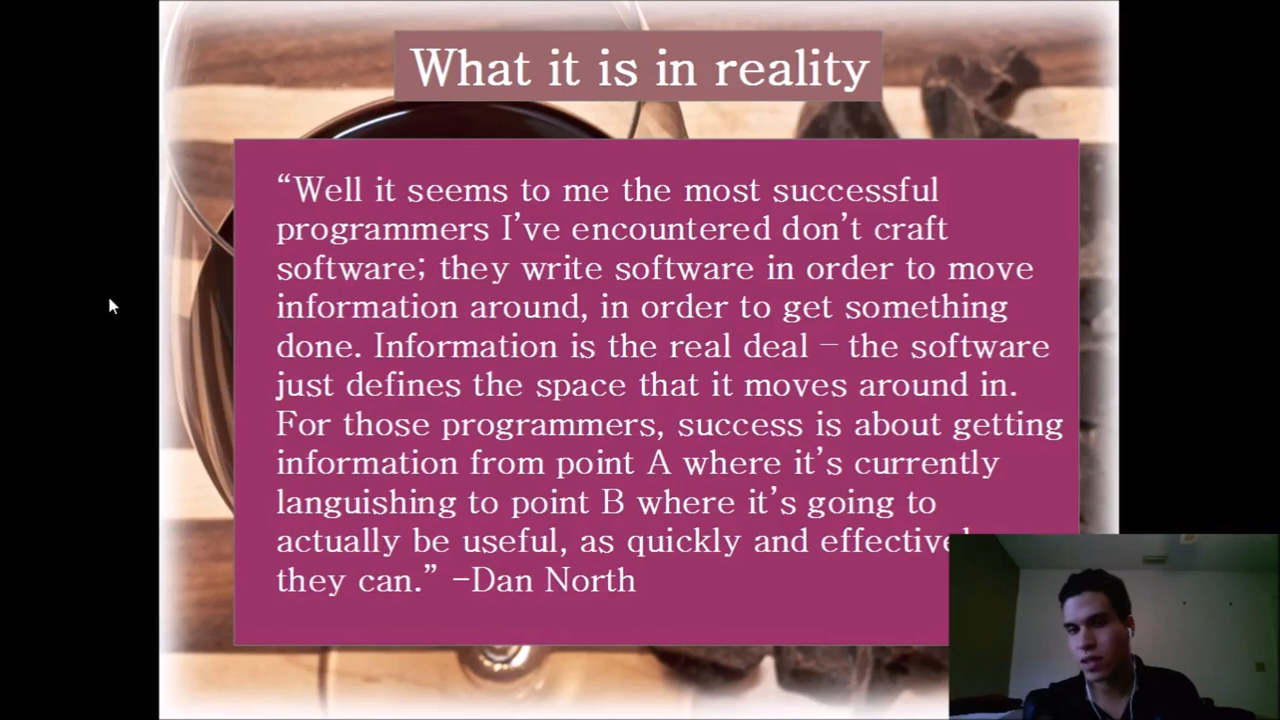 What it is in reality
“Well it seems to me the most successful
programmers I’ve encountered don’t craft
software; they write software in order to move
information around, in order to get something
done. Information is the real deal – the software
just defines the space that it moves around in.
For those programmers, success is about getting
information from point A where it’s currently
languishing to point B where it’s going to
actually be useful, as quickly and
they can.” –Dan North